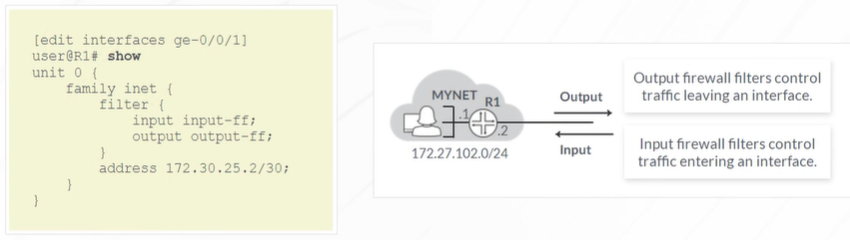 [edit interfaces ge-0/0/1]
user@R1# show
unit 0 {
    family inet {
        filter {
            input input-ff;
            output output-ff;
        }
        address 172.30.25.2/30;
    }
}
MYNET
R1
.1
.2
172.27.102.0/24
Output
Input
Output firewall filters control
traffic leaving an interface.
Input firewall filters control
traffic entering an interface.